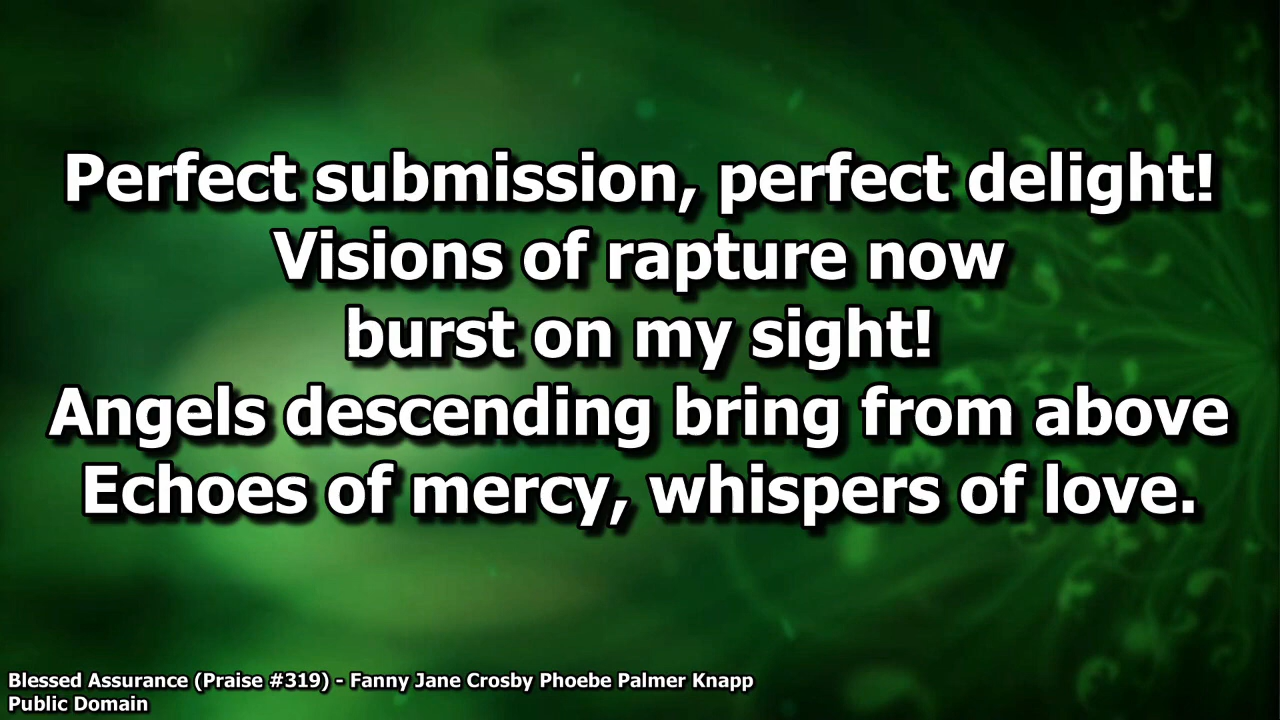 Perfect submission, perfect delight!
Visions of rapture now
burst on my sight!
Angels descending bring from above
Echoes of mercy, whispers of love.
Blessed Assurance (Praise #319) - Fanny Jane Crosby Phoebe Palmer Knapp
Public Domain